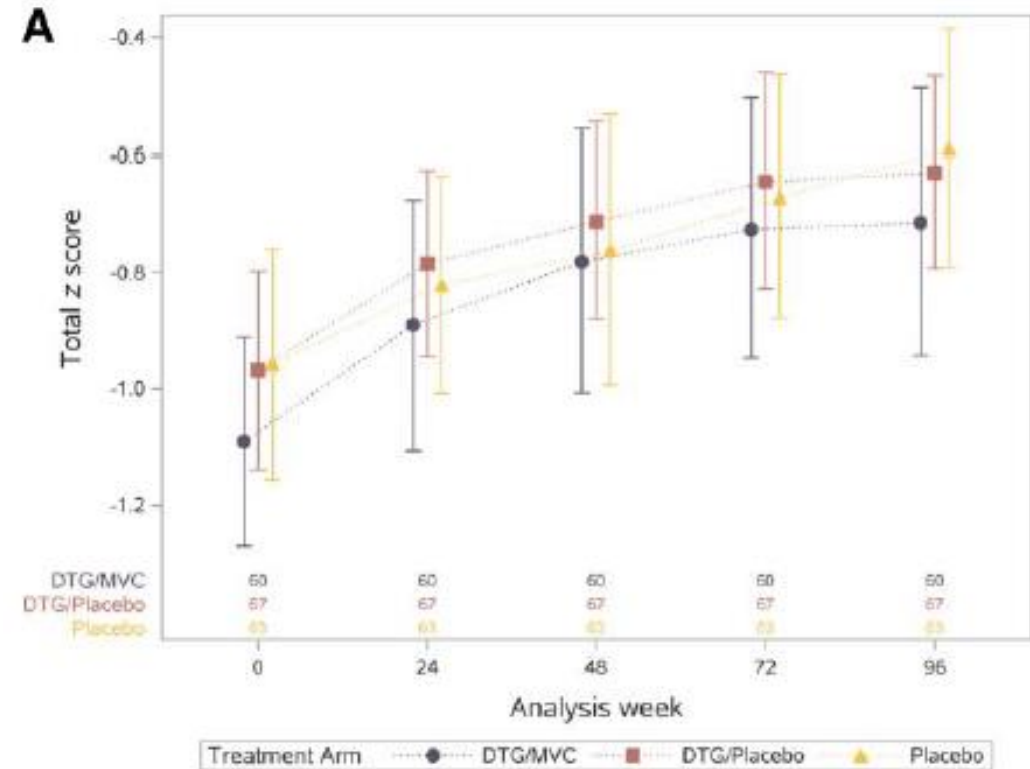 A
-0.4
-0.6
-0.8
-1.0
-1.2
Total z score
DTG/MVC 60 60 60 60 60
DTG/Placebo 67 67 67 67 67
Placebo 63 63 63 63 63
0 24 48 72 96
Analysis week
Treatment Arm DTG/MVC DTG/Placebo Placebo